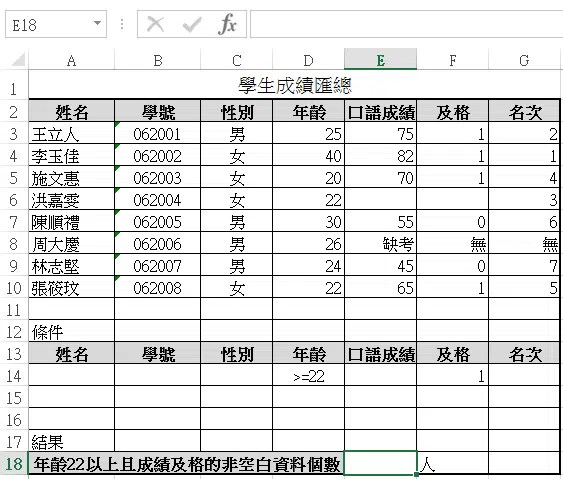 E18 fx
A B C D E F G
1 學生成績匯總
2 姓名 學號 性別 年齡 口語成績 及格 名次
3 王立人 062001 男 25 75 1 2
4 李玉佳 062002 女 40 82 1 1
5 施文惠 062003 女 20 70 1 4
6 洪嘉雯 062004 女 22 3
7 陳順禮 062005 男 30 55 0 6
8 周大慶 062006 男 26 缺考 無 無
9 林志堅 062007 男 24 45 0 7
10 張筱玟 062008 女 22 65 1 5
11
12 條件
13 姓名 學號 性別 年齡 口語成績 及格 名次
14 >=22 1
15
16
17 結果
18 年齡22以上且成績及格的非空白資料個數 人